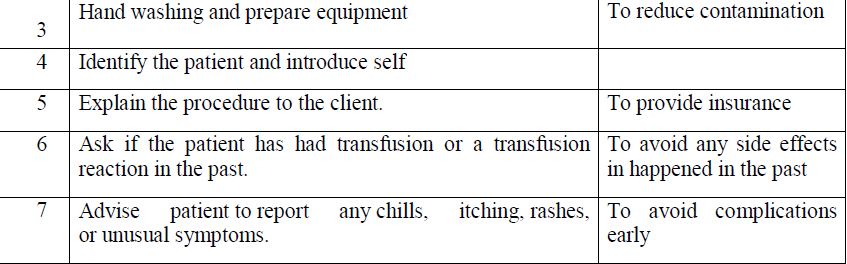 3 Hand washing and prepare equipment To reduce contamination
4 Identify the patient and introduce self
5 Explain the procedure to the client. To provide insurance
6 Ask if the patient has had transfusion or a transfusion To avoid any side effects
reaction in the past. in happened in the past
7 Advise patient to report any chills, itching, rashes, To avoid complications
or unusual symptoms. early